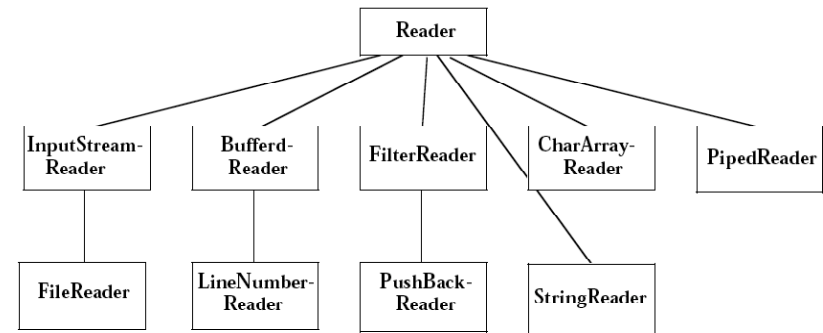 Reader
InputStream-
Reader
Bufferd-
Reader
FilterReader
CharArray-
Reader
PipedReader
FileReader
LineNumber-
Reader
PushBack-
Reader
StringReader